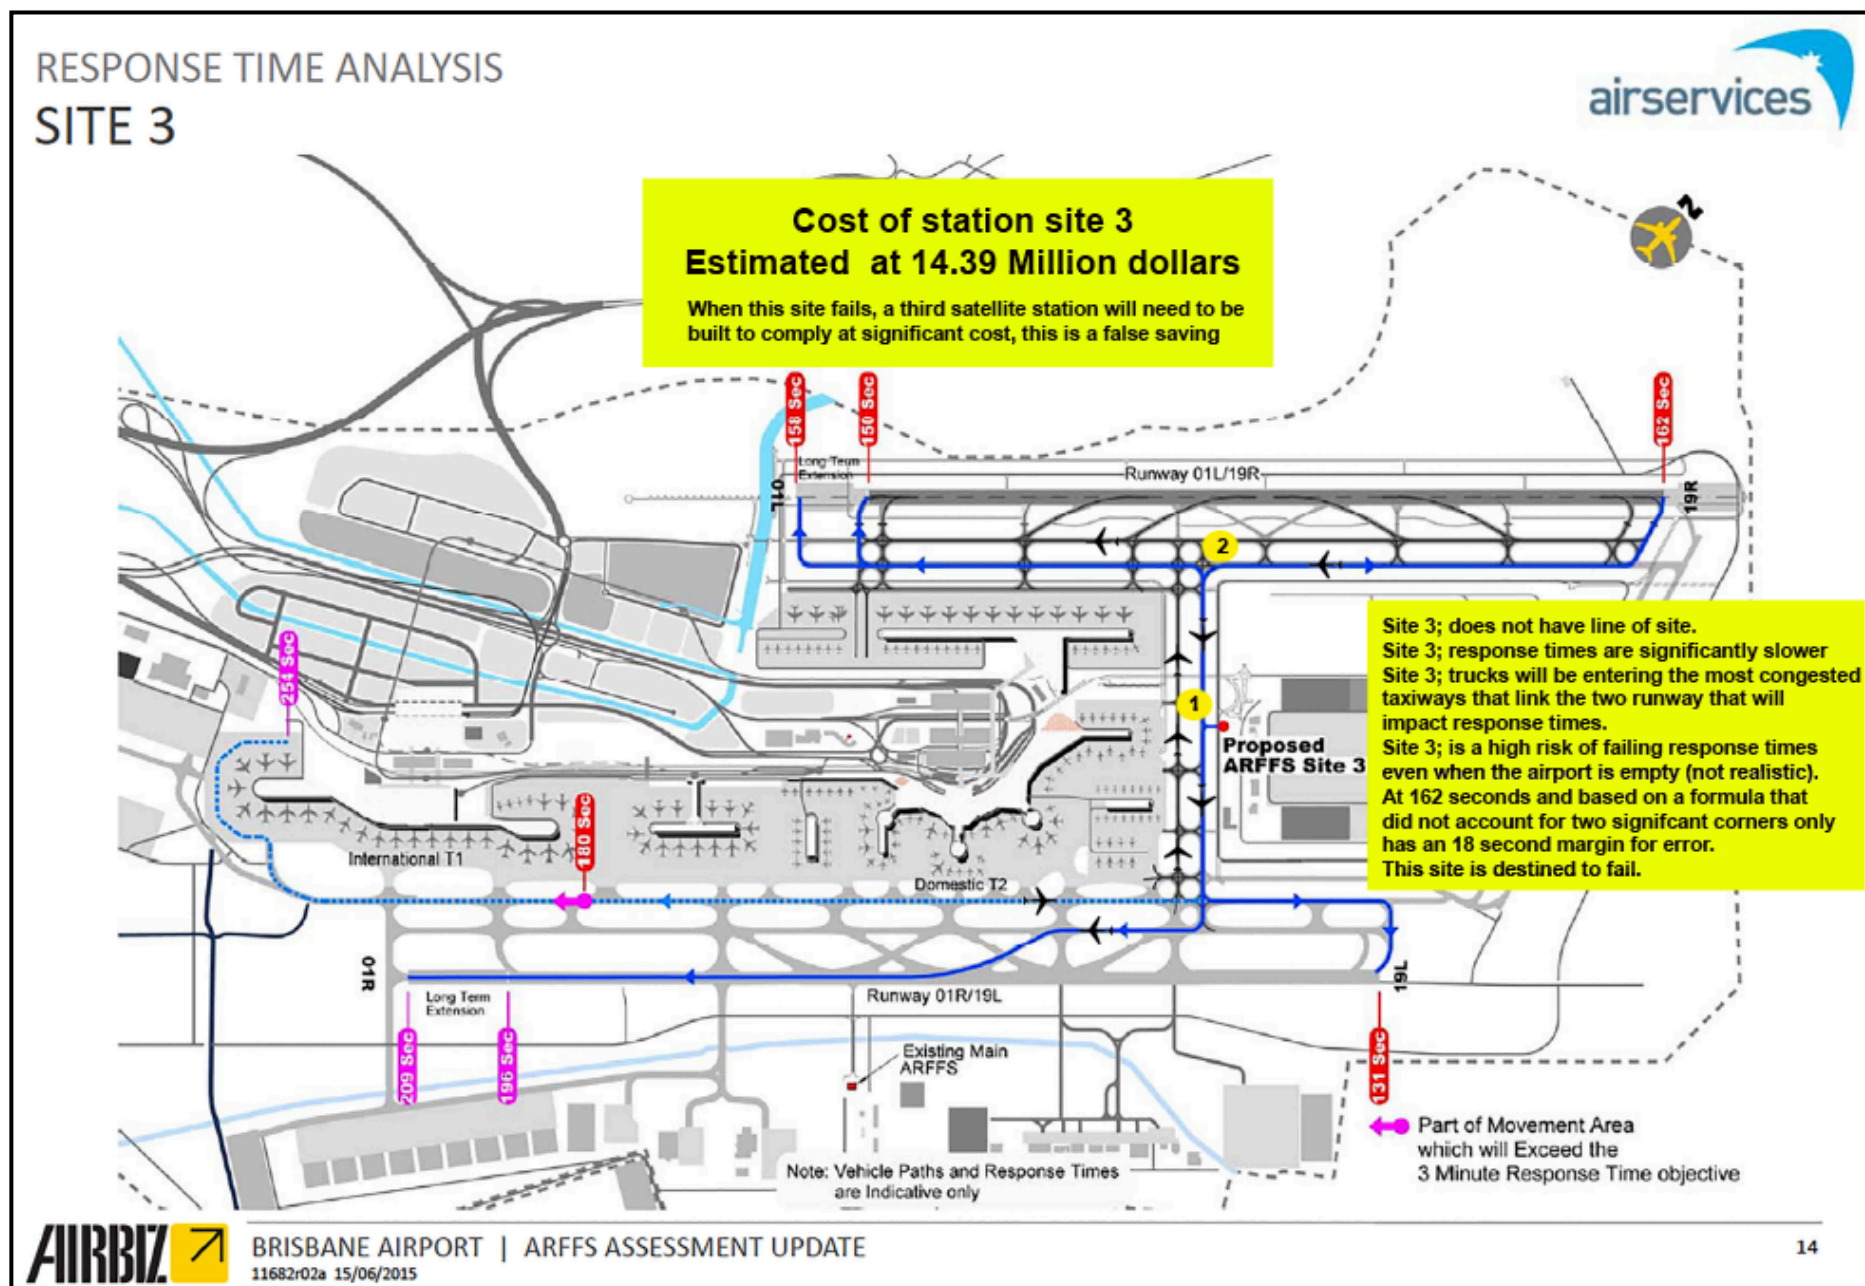 RESPONSE TIME ANALYSIS
SITE 3
airservices
Cost of station site 3
Estimated at 14.39 Million dollars
When this site fails, a third satellite station will need to be
built to comply at significant cost, this is a false saving
N
158 Sec
150 Sec
162 Sec
Long Term
Extension
Runway 01L/19R
01L
19R
2
1
Site 3; does not have line of site.
Site 3; response times are significantly slower
Site 3; trucks will be entering the most congested
taxiways that link the two runway that will
impact response times.
Site 3; is a high risk of failing response times
even when the airport is empty (not realistic).
At 162 seconds and based on a formula that
did not account for two signifcant corners only
has an 18 second margin for error.
This site is destined to fail.
254 Sec
Proposed
ARFFS Site 3
180 Sec
International T1
Domestic T2
01R
19L
Long Term
Extension
Runway 01R/19L
209 Sec
196 Sec
131 Sec
Existing Main
ARFFS
Part of Movement Area
which will Exceed the
3 Minute Response Time objective
Note: Vehicle Paths and Response Times
are Indicative only
AIRBIZ
BRISBANE AIRPORT | ARFFS ASSESSMENT UPDATE
11682r02a 15/06/2015
14